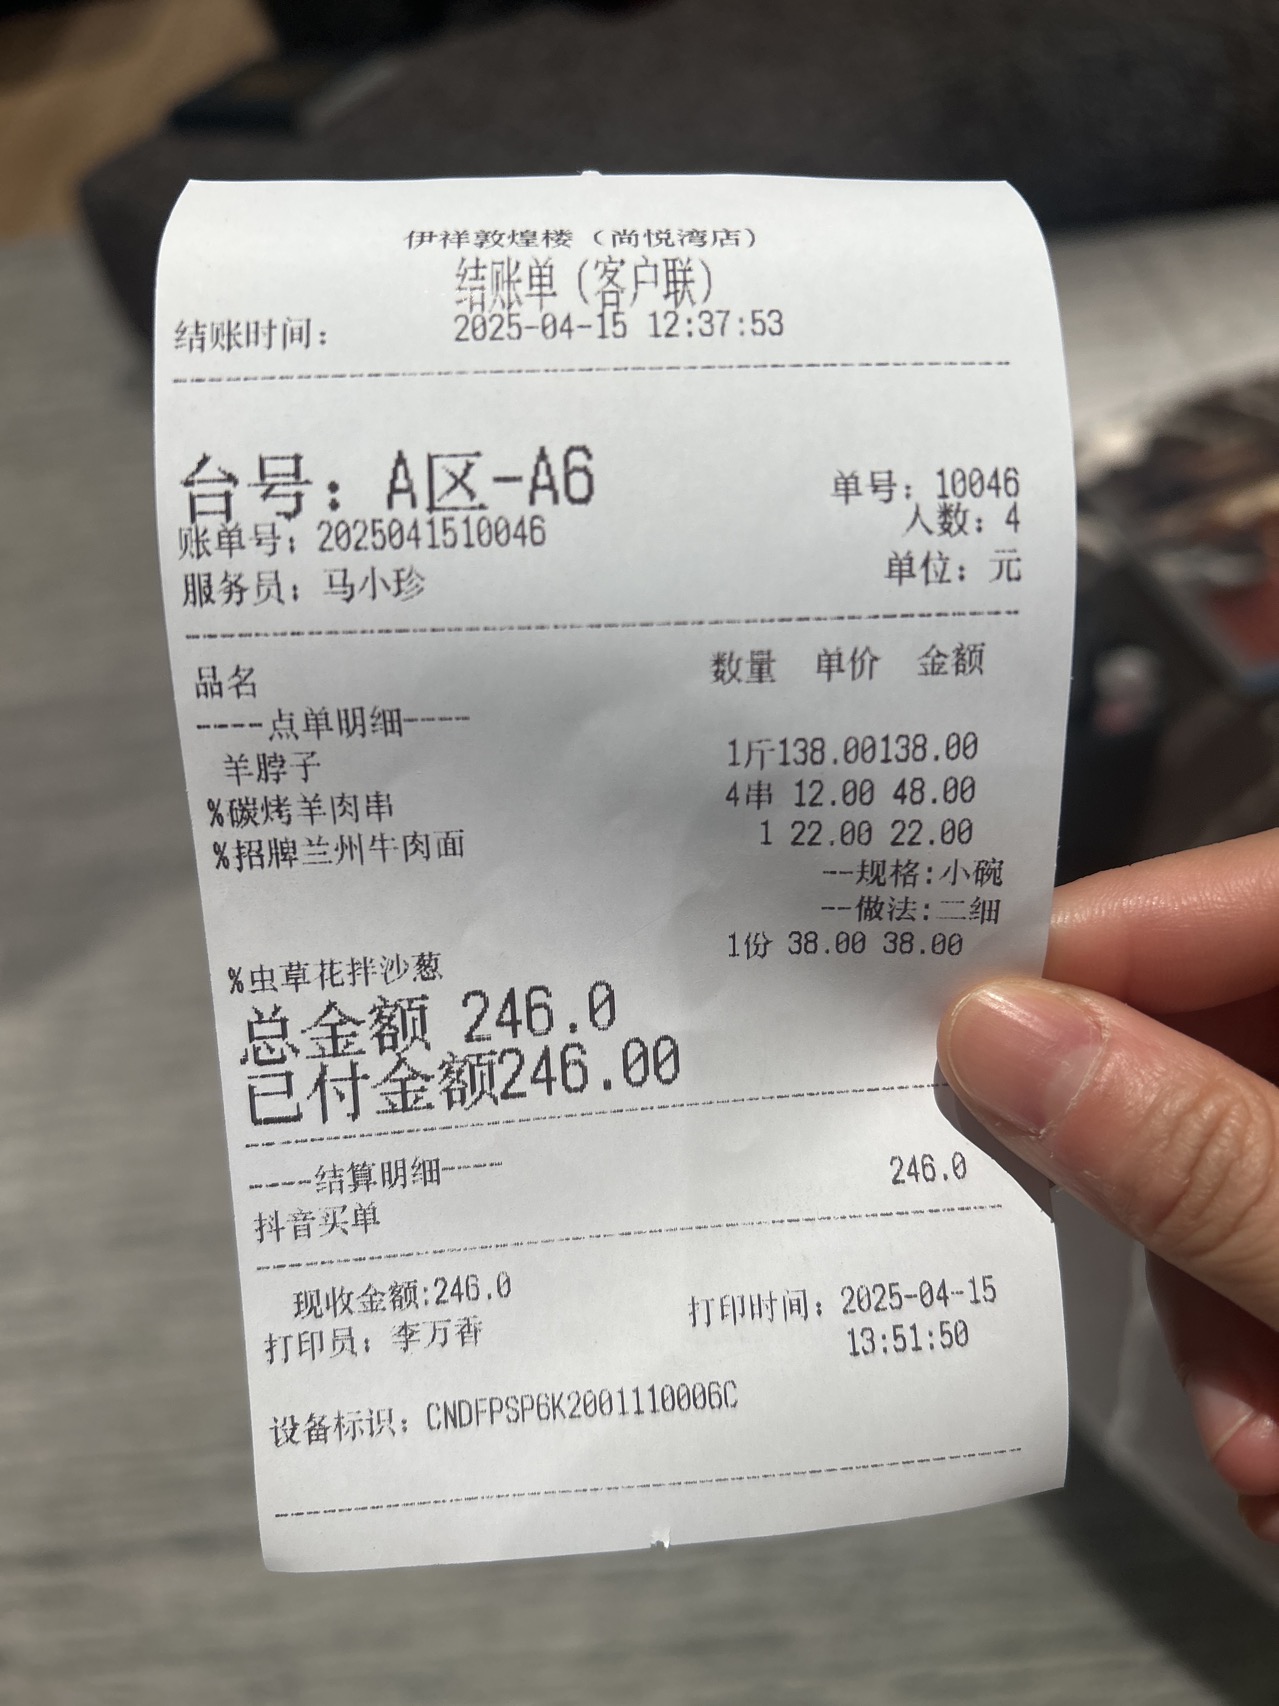 伊祥敦煌楼（尚悦湾店）
结账单（客户联）
结账时间： 2025-04-15 12:37:53
台号：A区-A6
单号：10046
账单号：2025041510046
人数：4
服务员：马小珍
单位：元
品名 数量 单价 金额
----点单明细----
羊脖子 1斤138.00138.00
%碳烤羊肉串 4串 12.00 48.00
%招牌兰州牛肉面 1 22.00 22.00
--规格:小碗
--做法:二细
%虫草花拌沙葱 1份 38.00 38.00
总金额 246.0
已付金额246.00
----结算明细----
抖音买单 246.0
现收金额:246.0
打印员：李万香
打印时间：2025-04-15
13:51:50
设备标识：CNDFPSP6K2001110006C